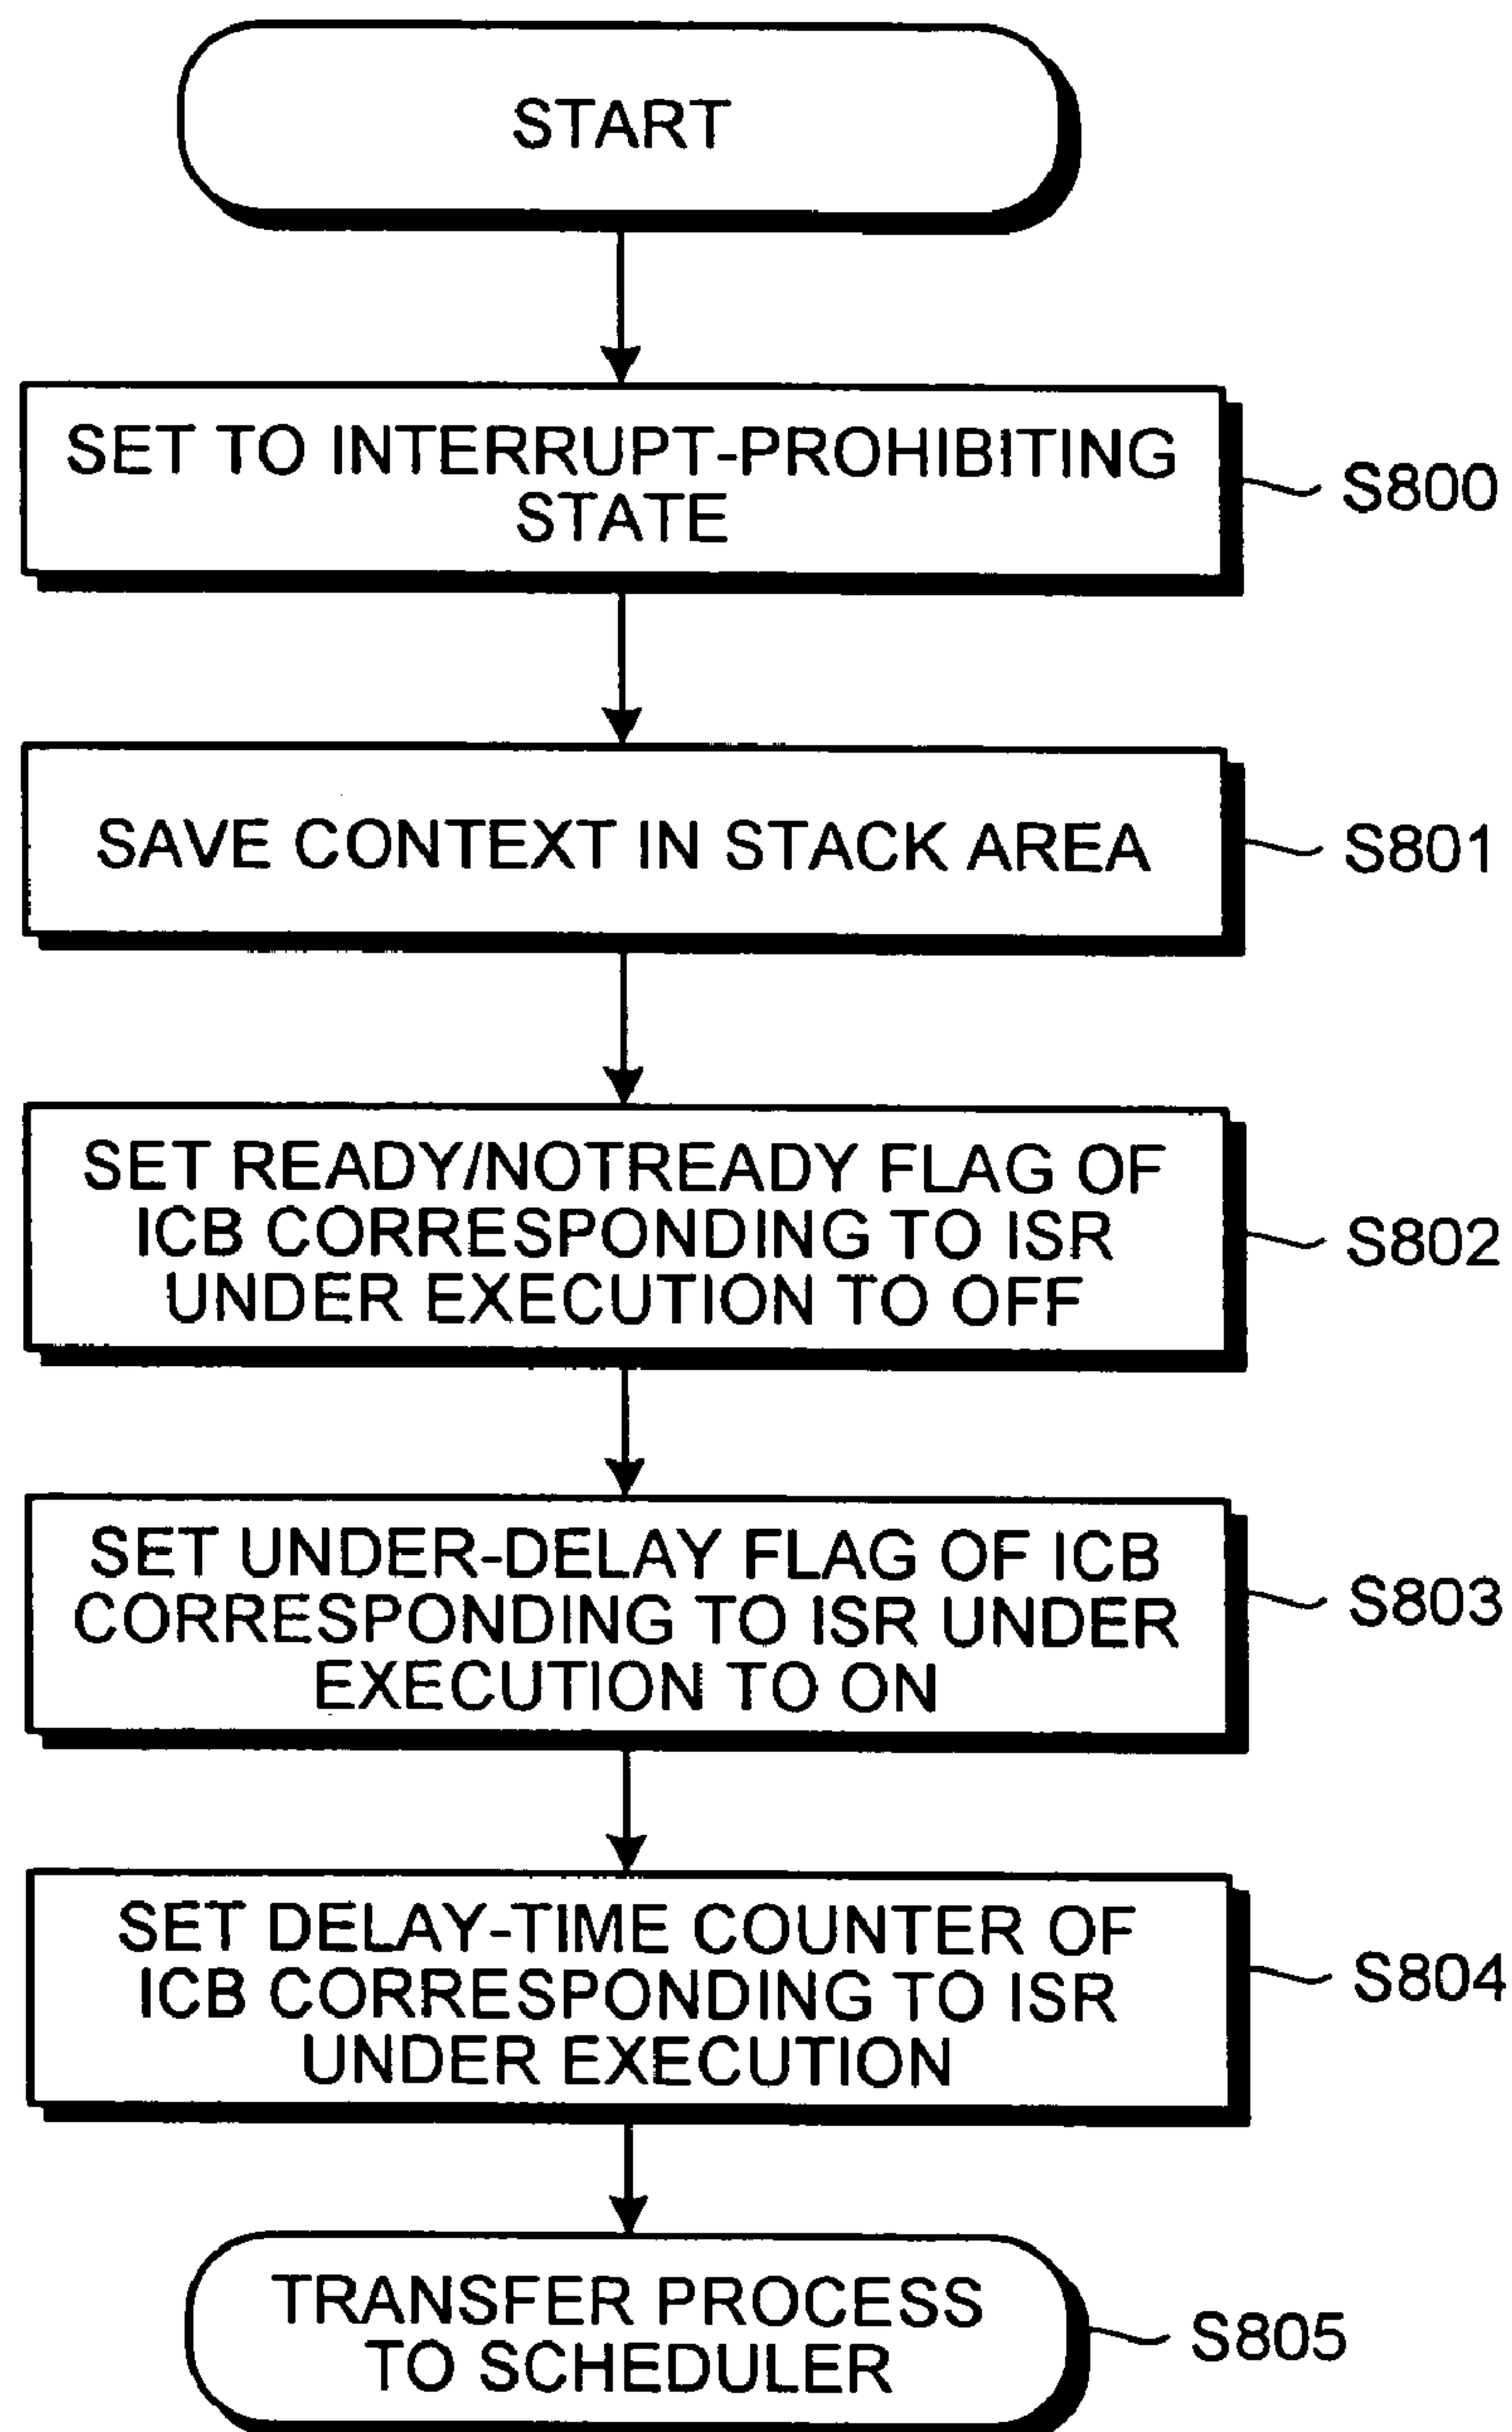 START
SET TO INTERRUPT-PROHIBITING
STATE
S800
SAVE CONTEXT IN STACK AREA
S801
SET READY/NOTREADY FLAG OF
ICB CORRESPONDING TO ISR
UNDER EXECUTION TO OFF
S802
SET UNDER-DELAY FLAG OF ICB
CORRESPONDING TO ISR UNDER
EXECUTION TO ON
S803
SET DELAY-TIME COUNTER OF
ICB CORRESPONDING TO ISR
UNDER EXECUTION
S804
TRANSFER PROCESS
TO SCHEDULER
S805